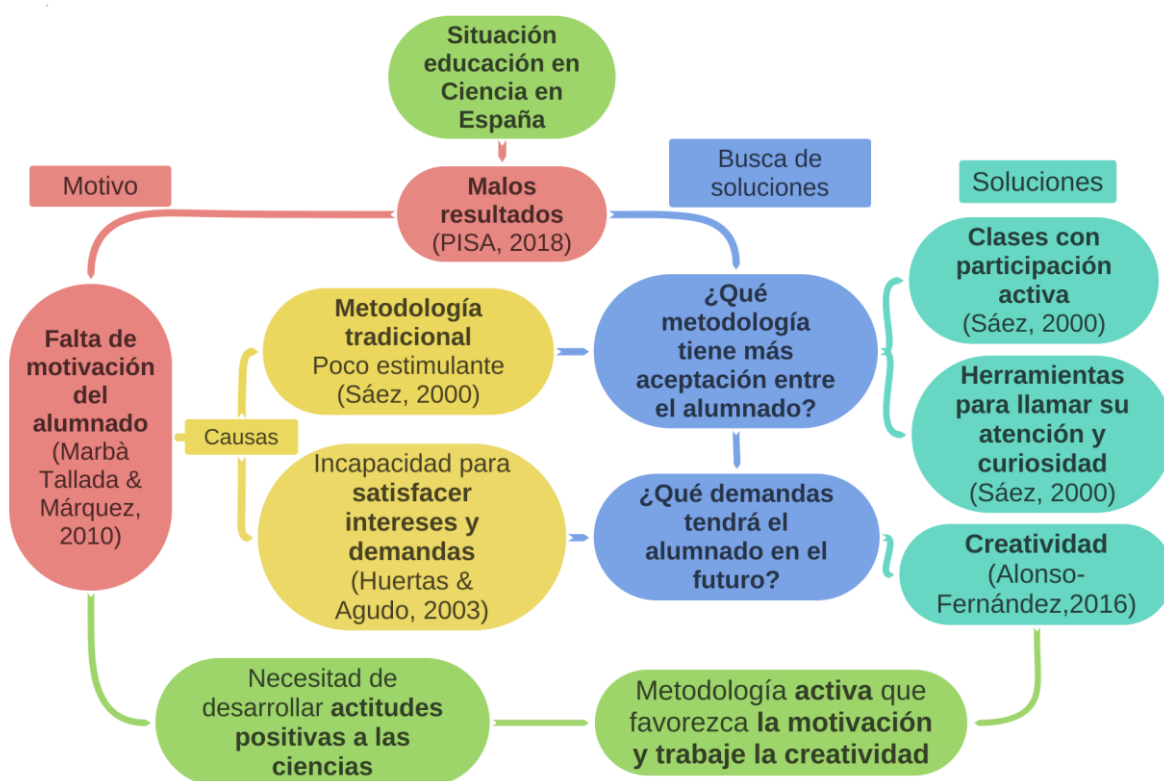 Situación
educación en
Ciencia en
España
Motivo
Malos
resultados
(PISA, 2018)
Busca de
soluciones
Soluciones
Falta de
motivación
del
alumnado
(Marbà
Tallada &
Márquez,
2010)
Causas
Metodología
tradicional
Poco estimulante
(Sáez, 2000)
Incapacidad para
satisfacer
intereses y
demandas
(Huertas &
Agudo, 2003)
¿Qué
metodología
tiene más
aceptación entre
el alumnado?
¿Qué demandas
tendrá el
alumnado en el
futuro?
Clases con
participación
activa
(Sáez, 2000)
Herramientas
para llamar su
atención y
curiosidad
(Sáez, 2000)
Creatividad
(Alonso-
Fernández,2016)
Necesitad de
desarrollar actitudes
positivas a las
ciencias
Metodología activa que
favorezca la motivación
y trabaje la creatividad